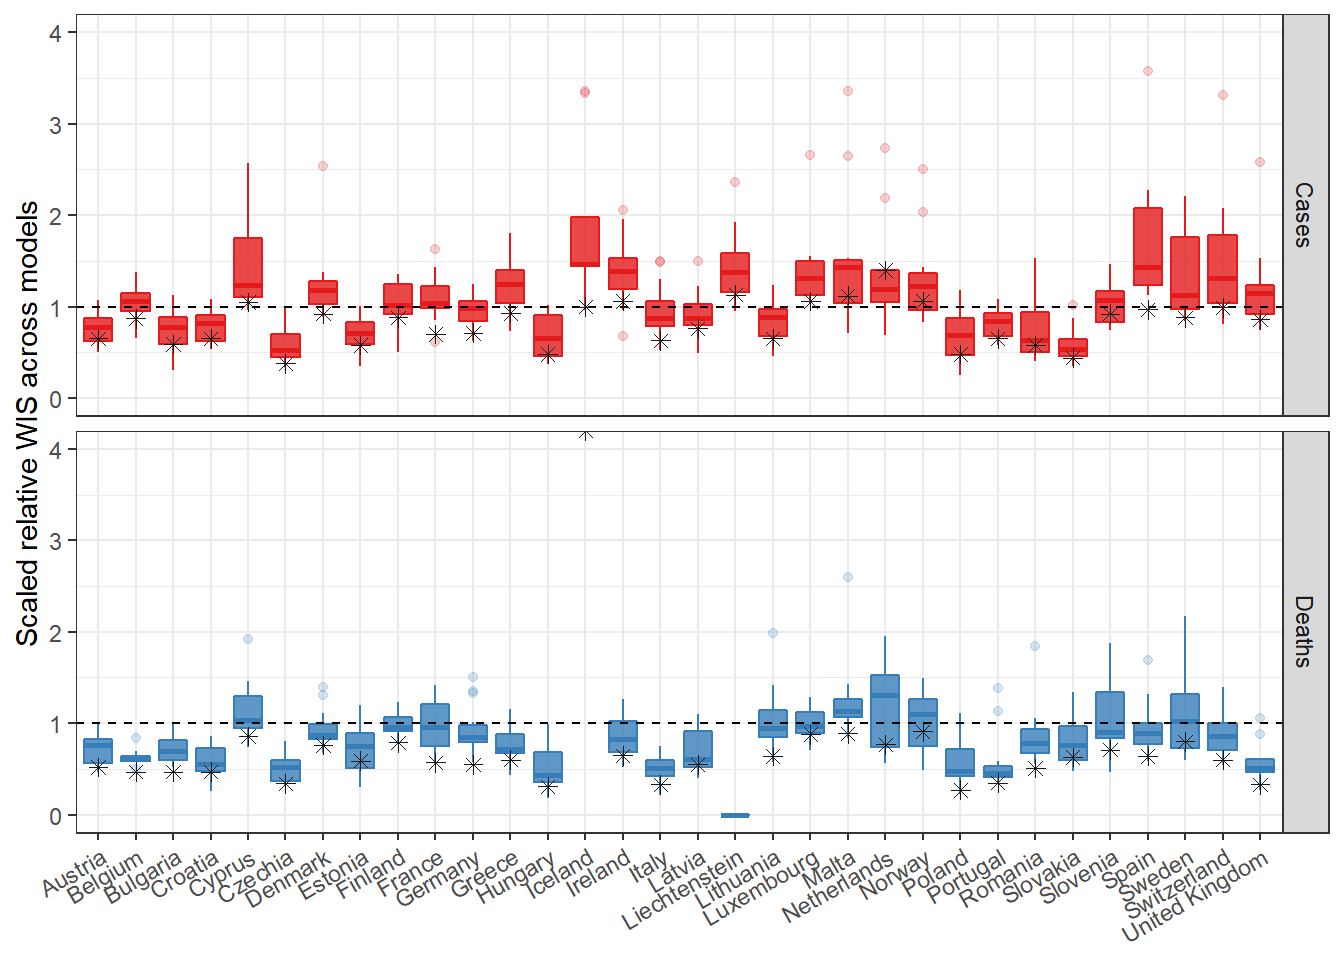 Scaled relative WIS across models
4
3
2
1
0
Cases
4
3
2
1
0
Deaths
Austria
Belgium
Bulgaria
Croatia
Cyprus
Czechia
Denmark
Estonia
Finland
France
Germany
Greece
Hungary
Iceland
Ireland
Italy
Latvia
Liechtenstein
Lithuania
Luxembourg
Malta
Netherlands
Norway
Poland
Portugal
Romania
Slovakia
Slovenia
Spain
Sweden
Switzerland
United Kingdom